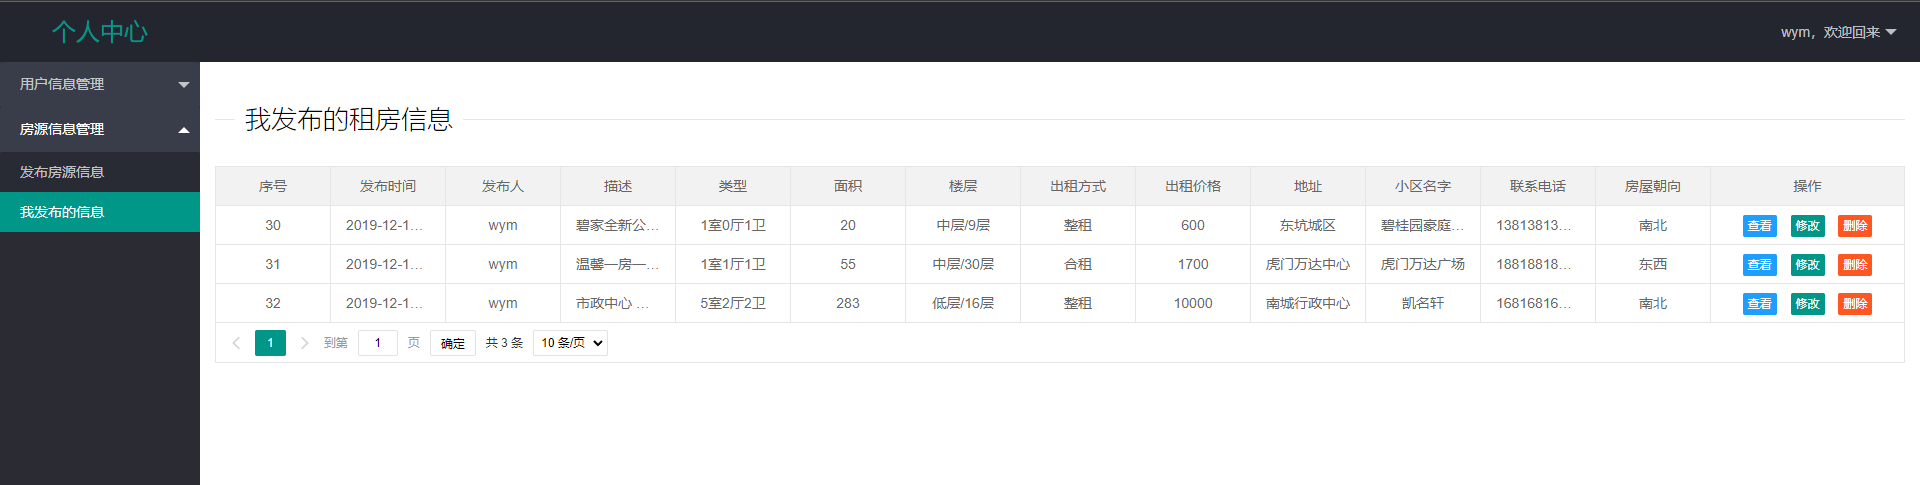 个人中心
wym，欢迎回来
用户信息管理
房源信息管理
发布房源信息
我发布的信息
我发布的租房信息
序号 发布时间 发布人 描述 类型 面积 楼层 出租方式 出租价格 地址 小区名字 联系电话 房屋朝向 操作
30 2019-12-1... wym 碧家全新公... 1室0厅1卫 20 中层/9层 整租 600 东坑城区 碧桂园豪庭... 13813813... 南北 查看 修改 删除
31 2019-12-1... wym 温馨一房一... 1室1厅1卫 55 中层/30层 合租 1700 虎门万达中心 虎门万达广场 18818818... 东西 查看 修改 删除
32 2019-12-1... wym 市政中心 ... 5室2厅2卫 283 低层/16层 整租 10000 南城行政中心 凯名轩 16816816... 南北 查看 修改 删除
1 到第 1 页 确定 共 3 条 10 条/页